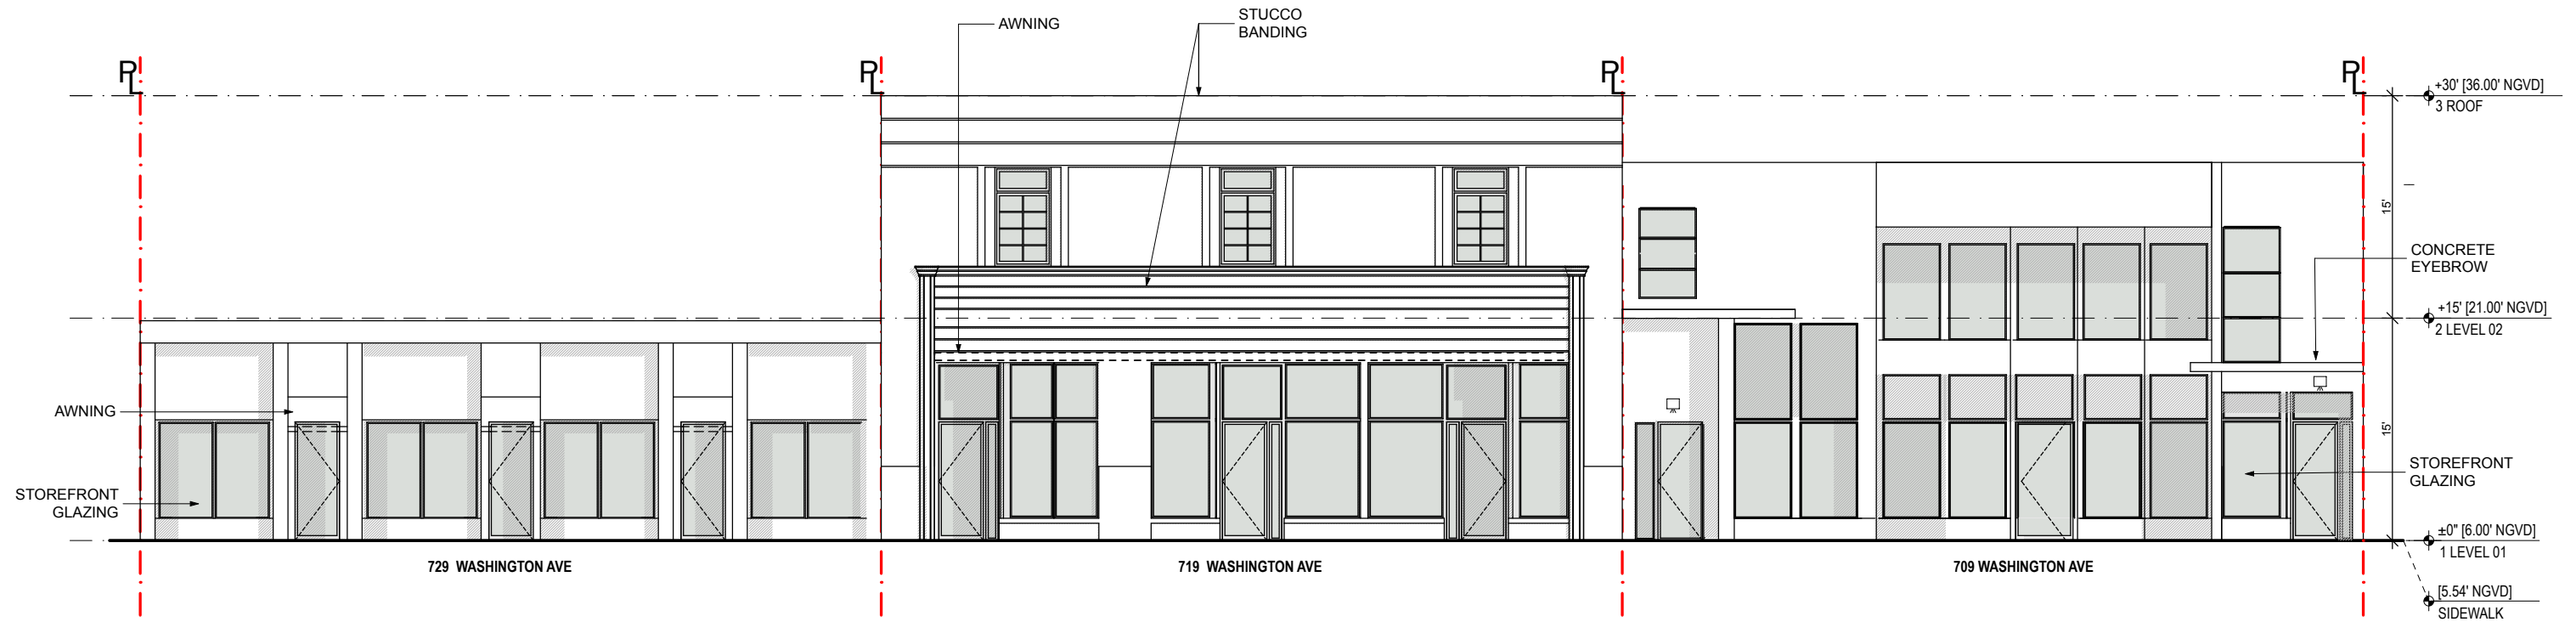 AWNING
STUCCO
BANDING
PL
PL
PL
PL
+30' [36.00' NGVD]
3 ROOF
15'
CONCRETE
EYEBROW
+15' [21.00' NGVD]
2 LEVEL 02
AWNING
15'
STOREFRONT
GLAZING
STOREFRONT
GLAZING
±0" [6.00' NGVD]
1 LEVEL 01
729 WASHINGTON AVE
719 WASHINGTON AVE
709 WASHINGTON AVE
[5.54' NGVD]
SIDEWALK